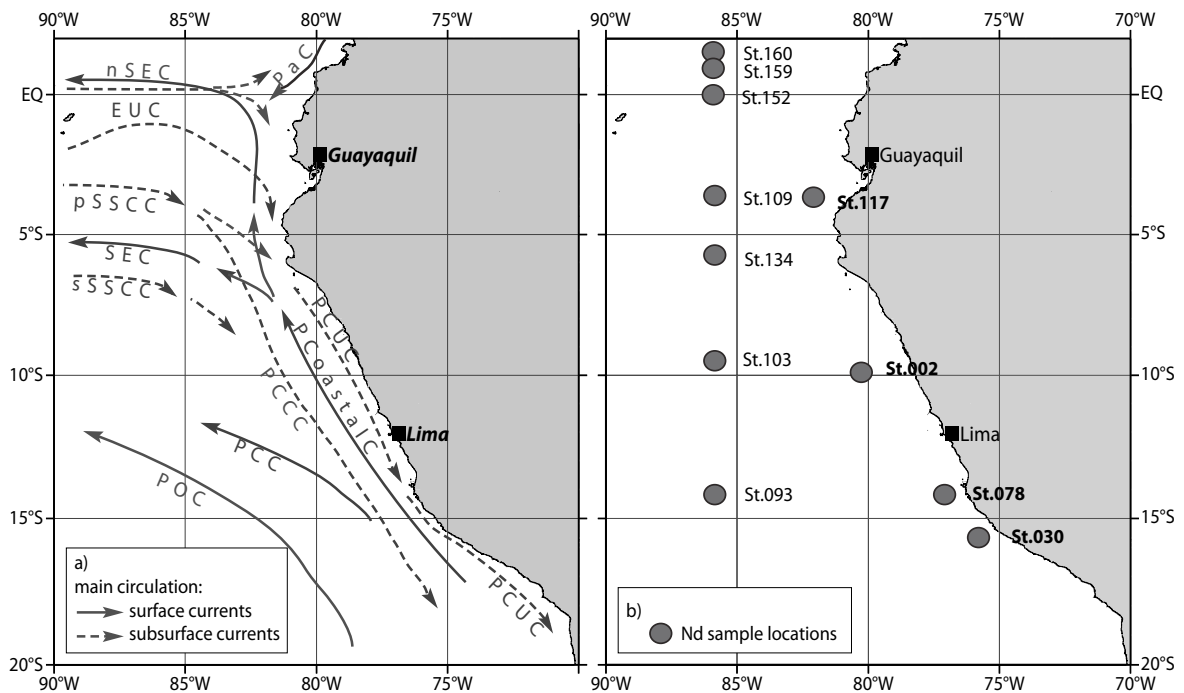 90°W 85°W 80°W 75°W
90°W 85°W 80°W 75°W 70°W
nSEC
PaC
EQ
EUC
Guayaquil
pSSCC
5°S
SEC
sSSCC
PCUC
PCoastalC
10°S
PCCC
Lima
PCC
POC
15°S
PCUC
a)
main circulation:
surface currents
subsurface currents
20°S
90°W 85°W 80°W 75°W
St.160
St.159
EQ
St.152
Guayaquil
St.109
St.117
5°S
St.134
St.103
St.002
10°S
Lima
St.093
St.078
15°S
St.030
b)
Nd sample locations
20°S
90°W 85°W 80°W 75°W 70°W